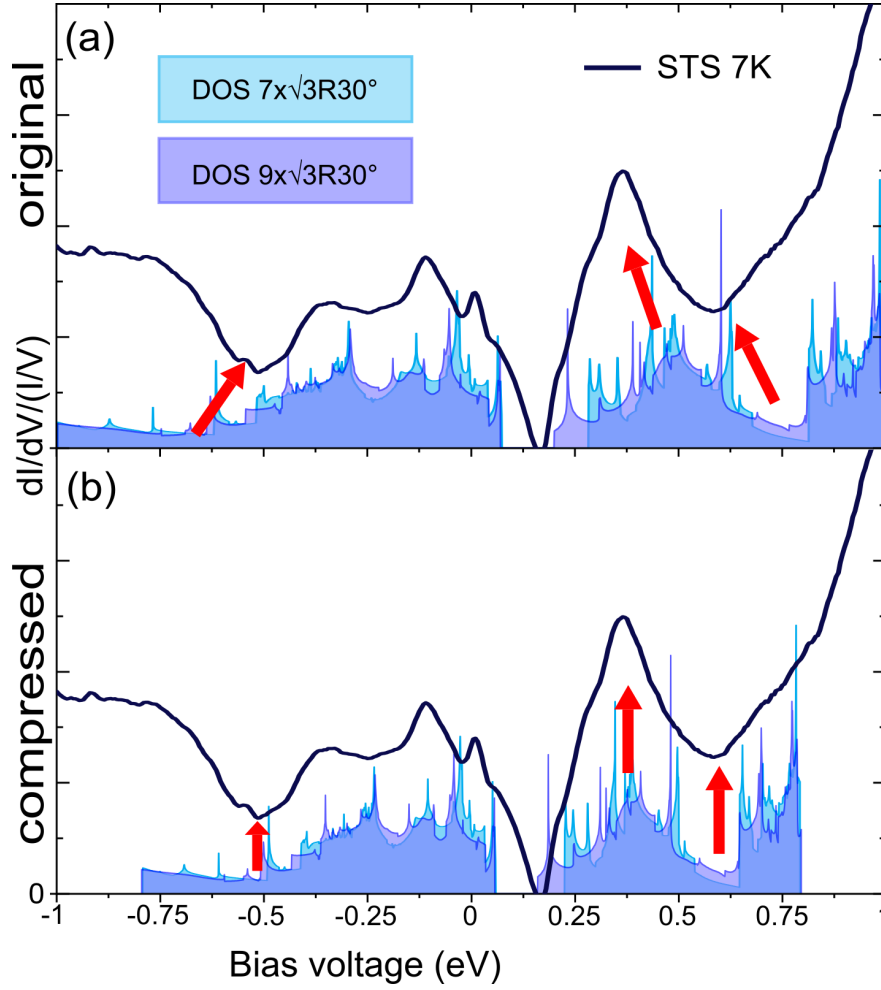 (a)
DOS 7x√3R30°
DOS 9x√3R30°
STS 7K
original
dI/dV/(I/V)
(b)
compressed
0
-1
-0.75
-0.5
-0.25
0
0.25
0.5
0.75
Bias voltage (eV)